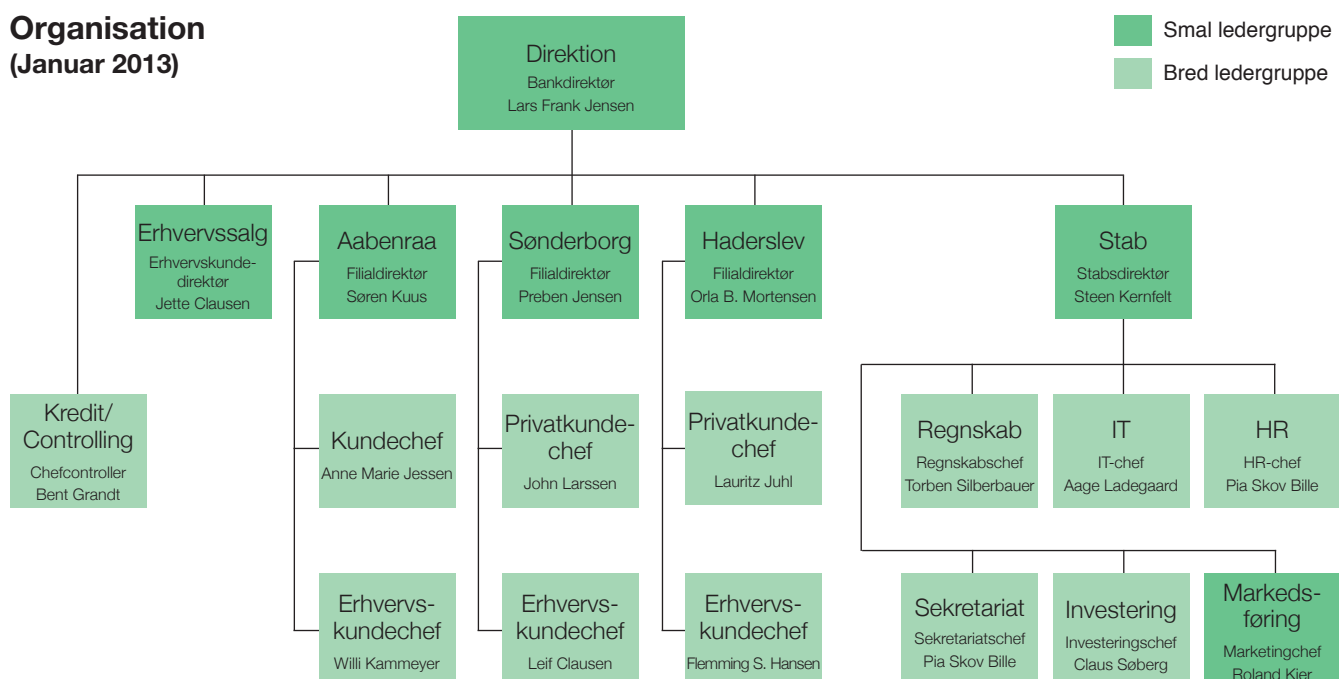 Organisation
(Januar 2013)
Smal ledergruppe
Bred ledergruppe
Direktion
Bankdirektør
Lars Frank Jensen
Erhvervssalg
Erhvervskunde-
direktør
Jette Clausen
Aabenraa
Filialdirektør
Søren Kuus
Sønderborg
Filialdirektør
Preben Jensen
Haderslev
Filialdirektør
Orla B. Mortensen
Stab
Stabsdirektør
Steen Kernfelt
Kredit/
Controlling
Chefcontroller
Bent Grandt
Kundechef
Anne Marie Jessen
Privatkunde-
chef
John Larssen
Privatkunde-
chef
Lauritz Juhl
Regnskab
Regnskabschef
Torben Silberbauer
IT
IT-chef
Aage Ladegaard
HR
HR-chef
Pia Skov Bille
Erhvervs-
kundechef
Willi Kammeyer
Erhvervs-
kundechef
Leif Clausen
Erhvervs-
kundechef
Flemming S. Hansen
Sekretariat
Sekretariatschef
Pia Skov Bille
Investering
Investeringschef
Claus Søberg
Markeds-
føring
Marketingchef
Roland Kier